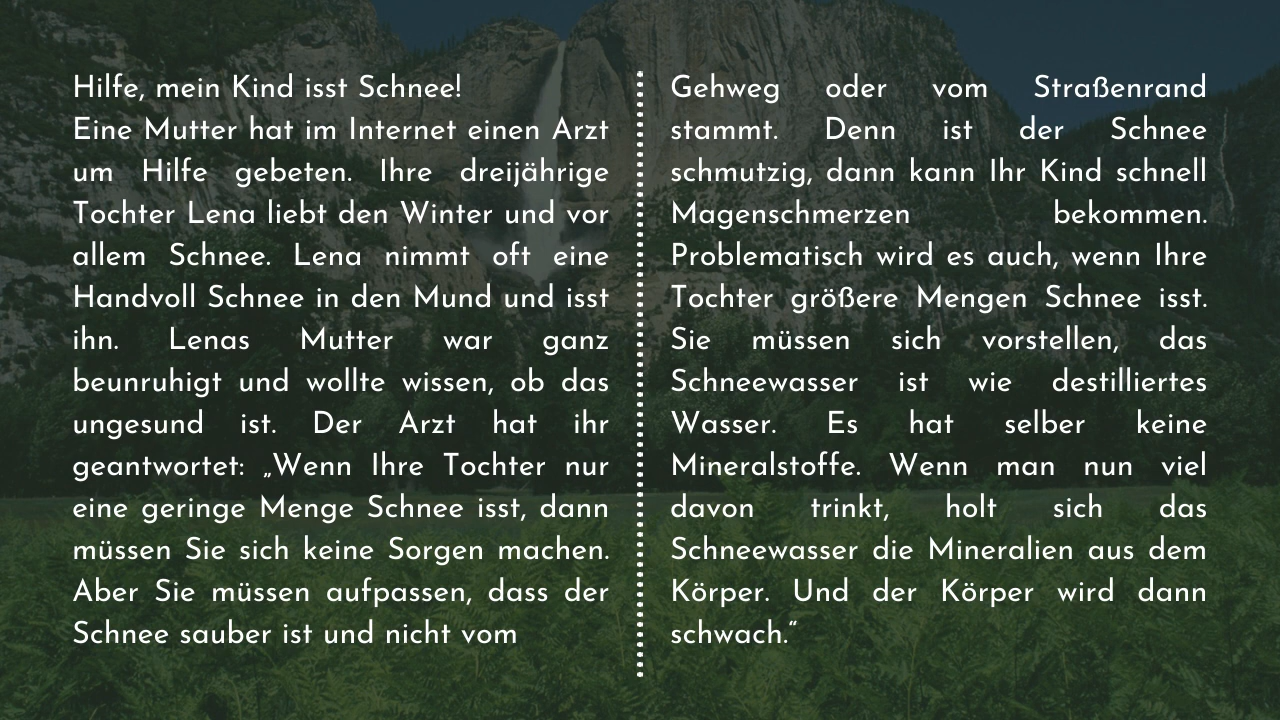 Hilfe, mein Kind isst Schnee!
Eine Mutter hat im Internet einen Arzt
um Hilfe gebeten. Ihre dreijährige
Tochter Lena liebt den Winter und vor
allem Schnee. Lena nimmt oft eine
Handvoll Schnee in den Mund und isst
ihn. Lenas Mutter war ganz
beunruhigt und wollte wissen, ob das
ungesund ist. Der Arzt hat ihr
geantwortet: „Wenn Ihre Tochter nur
eine geringe Menge Schnee isst, dann
müssen Sie sich keine Sorgen machen.
Aber Sie müssen aufpassen, dass der
Schnee sauber ist und nicht vom
Gehweg oder vom Straßenrand
stammt. Denn ist der Schnee
schmutzig, dann kann Ihr Kind schnell
Magenschmerzen bekommen.
Problematisch wird es auch, wenn Ihre
Tochter größere Mengen Schnee isst.
Sie müssen sich vorstellen, das
Schneewasser ist wie destilliertes
Wasser. Es hat selber keine
Mineralstoffe. Wenn man nun viel
davon trinkt, holt sich das
Schneewasser die Mineralien aus dem
Körper. Und der Körper wird dann
schwach.“